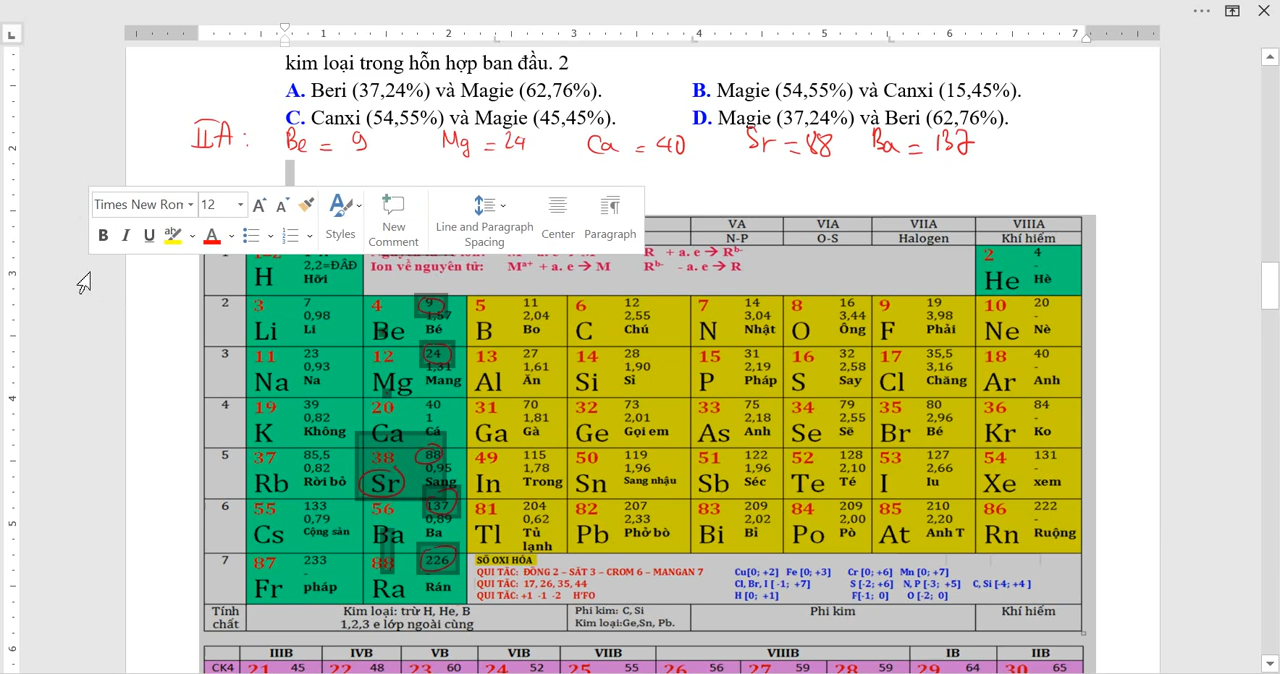 1 2 3 4 5 6 7
kim loại trong hỗn hợp ban đầu. 2
A. Beri (37,24%) và Magie (62,76%). B. Magie (54,55%) và Canxi (15,45%).
C. Canxi (54,55%) và Magie (45,45%). D. Magie (37,24%) và Beri (62,76%).
IIA : Be = 9 Mg = 24 Ca = 40 Sr = 88 Ba = 137
Times New Ron 12
Styles New Comment Line and Paragraph Spacing Center Paragraph
B I U
VA VIA VIIA VIIIA
N-P O-S Halogen Khí hiếm
1 H 2,2=ĐÂĐ Hỡi
R + a. e → Rb-
Ion về nguyên tử: Ma+ + a. e → M Rb- - a. e → R
2 4 He Hè
2 3 7 0,98 Li Li 4 9 1,57 Be Bé 5 11 2,04 B Bo 6 12 2,55 C Chú 7 14 3,04 N Nhật 8 16 3,44 O Ông 9 19 3,98 F Phải 10 20 - Ne Nè
3 11 23 0,93 Na Na 12 24 1,31 Mg Mang 13 27 1,61 Al Ăn 14 28 1,90 Si Sỉ 15 31 2,19 P Pháp 16 32 2,58 S Say 17 35,5 3,16 Cl Chăng 18 40 - Ar Anh
4 19 39 0,82 K Không 20 40 1 Ca Cá 31 70 1,81 Ga Gà 32 73 2,01 Ge Gọi em 33 75 2,18 As Anh 34 79 2,55 Se Sẽ 35 80 2,96 Br Bé 36 84 - Kr Ko
5 37 85,5 0,82 Rb Rời bỏ 38 88 0,95 Sr Sang 49 115 1,78 In Trong 50 119 1,96 Sn Sang nhậu 51 122 1,96 Sb Séc 52 128 2,10 Te Té 53 127 2,66 I Iu 54 131 - Xe xem
6 55 133 0,79 Cs Cộng sản 56 137 0,89 Ba Ba 81 204 0,62 Tl Tủ lạnh 82 207 2,33 Pb Phở bò 83 209 2,02 Bi Bỉ 84 209 2,00 Po Pò 85 210 2,20 At Anh T 86 222 - Rn Ruộng
7 87 233 - Fr pháp 88 226 Ra Rán
SỐ OXI HÓA
QUI TẮC: ĐỒNG 2 – SẮT 3 – CROM 6 – MANGAN 7 Cu[0; +2] Fe [0; +3] Cr [0; +6] Mn [0; +7]
QUI TẮC: 17, 26, 35, 44 Cl, Br, I [ -1; +7] S [-2; +6] N, P [-3; +5] C, Si [-4; +4 ]
QUI TẮC: +1 -1 -2 H'FO H [0; +1] F[-1; 0] O [-2; 0]
Tính chất Kim loại: trừ H, He, B Phi kim: C, Si Phi kim Khí hiếm
1,2,3 e lớp ngoài cùng Kim loại:Ge,Sn, Pb.
IIIB IVB VB VIB VIIB VIIIB IB IIB
CK4 21 45 22 48 23 60 24 52 25 55 26 56 27 59 28 59 29 64 30 65